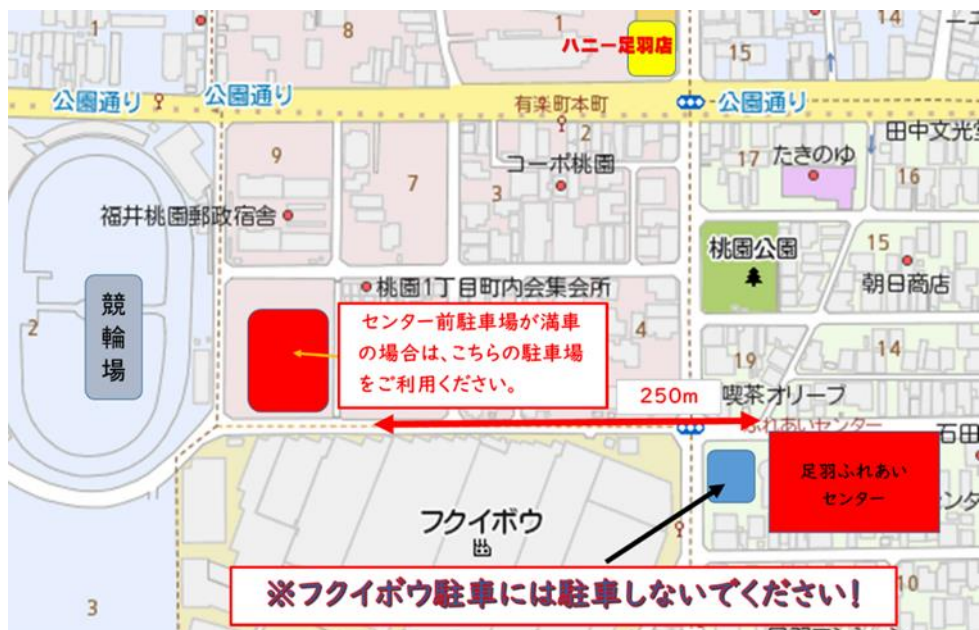 1
8
1
ハニー足羽店
15
14
公園通り
公園通り
有楽町本町
公園通り
9
7
2
コーポ桃園
3
17
たきのゆ
田中文光
16
福井桃園郵政宿舎
桃園公園
15
朝日商店
競輪場
2
桃園1丁目町内会集会所
センター前駐車場が満車
の場合は、こちらの駐車場
をご利用ください。
4
19
14
250m
喫茶オリーブ
ふれあいセンター
石田
足羽ふれあい
センター
フクイボウ
※フクイボウ駐車には駐車しないでください！
10
3